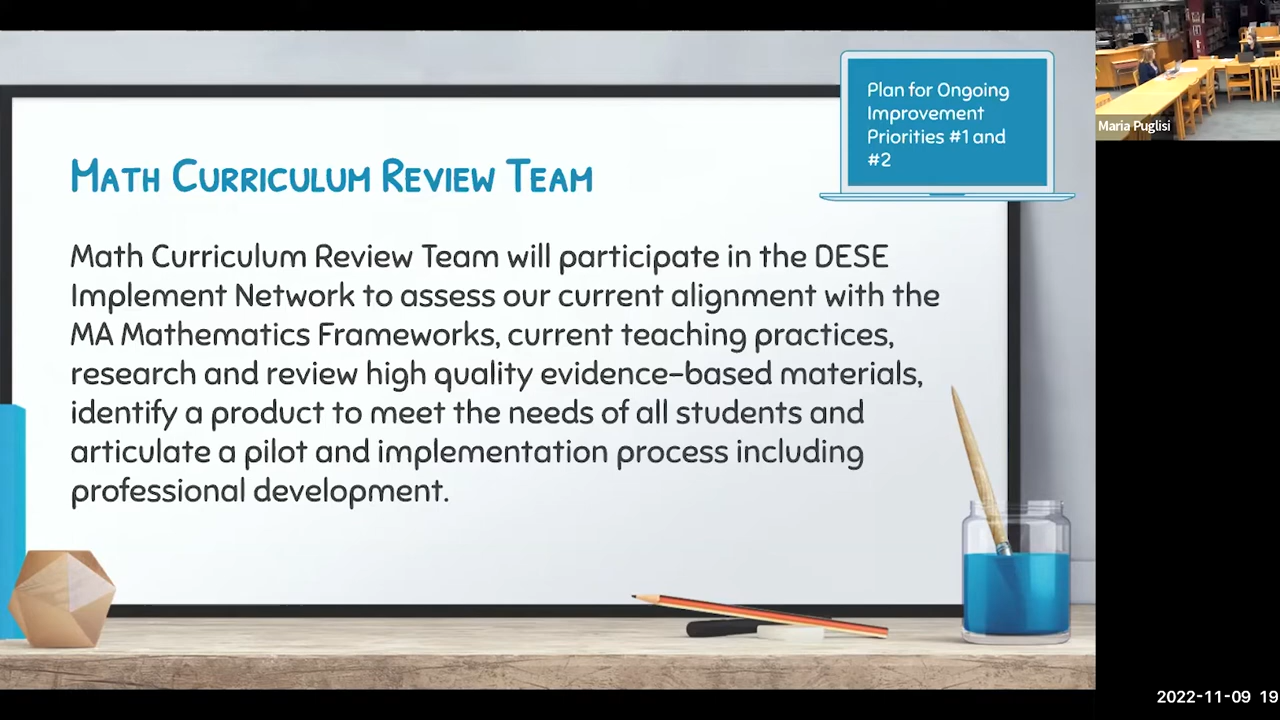 Plan for Ongoing
Improvement
Priorities #1 and
#2
Maria Puglisi
Math Curriculum Review Team
Math Curriculum Review Team will participate in the DESE
Implement Network to assess our current alignment with the
MA Mathematics Frameworks, current teaching practices,
research and review high quality evidence-based materials,
identify a product to meet the needs of all students and
articulate a pilot and implementation process including
professional development.
2022-11-09 19